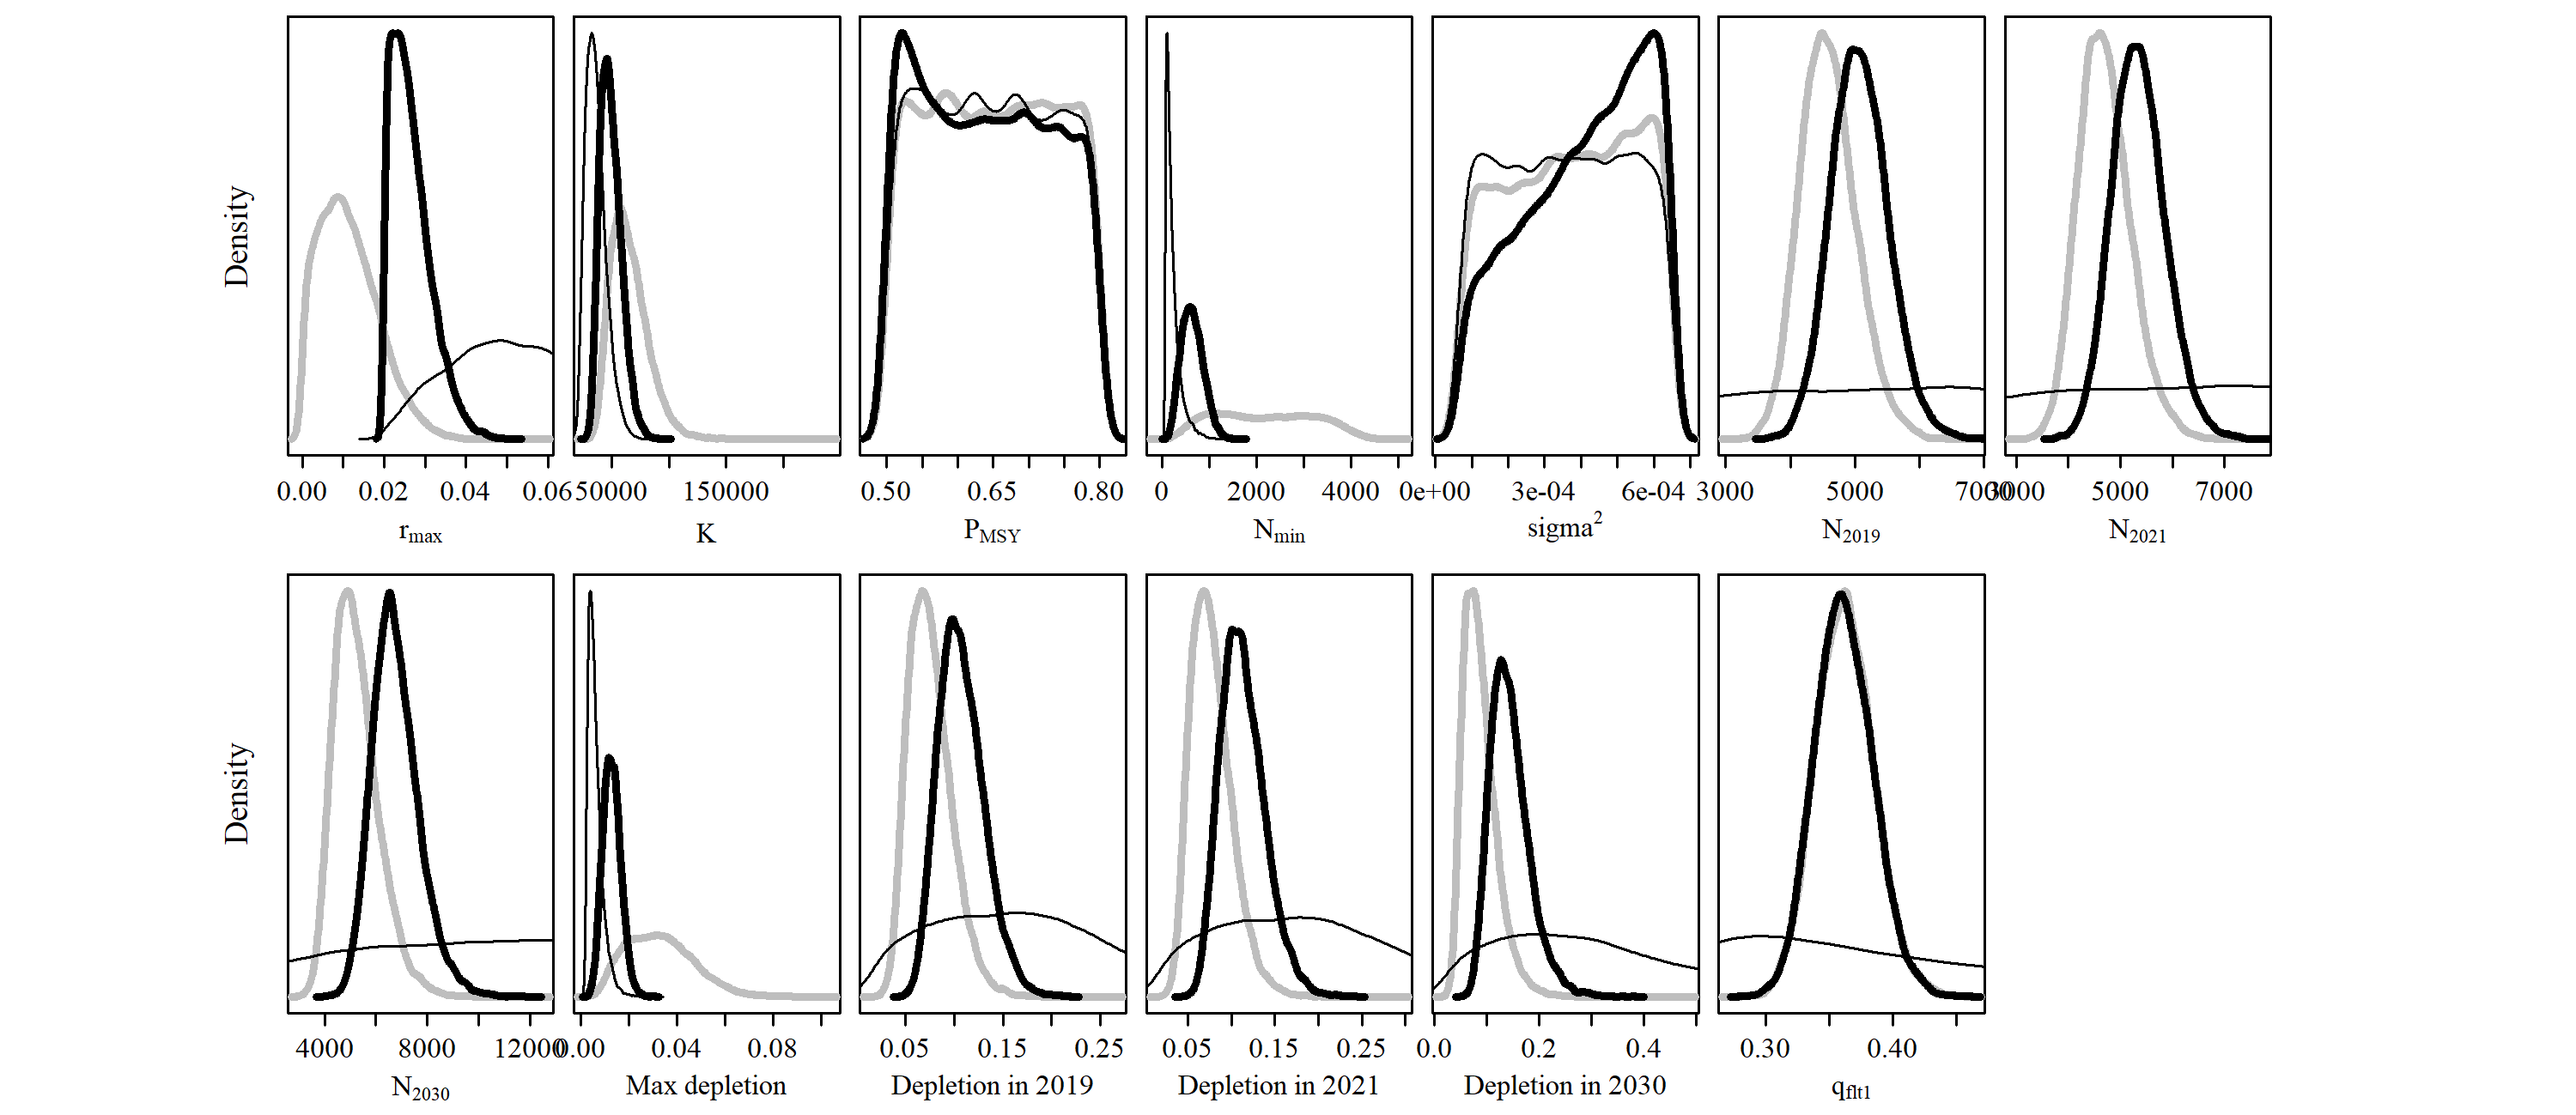 Density
0.00 0.02 0.04 0.06 50000 150000 0.50 0.65 0.80 0 2000 4000 0e+00 3e-04 6e-04 3000 5000 7000 3000 5000 7000
rmax K PMSY Nmin sigma2 N2019 N2021
Density
4000 8000 12000 0.00 0.04 0.08 0.05 0.15 0.25 0.05 0.15 0.25 0.0 0.2 0.4 0.30 0.40
N2030 Max depletion Depletion in 2019 Depletion in 2021 Depletion in 2030 qflt1